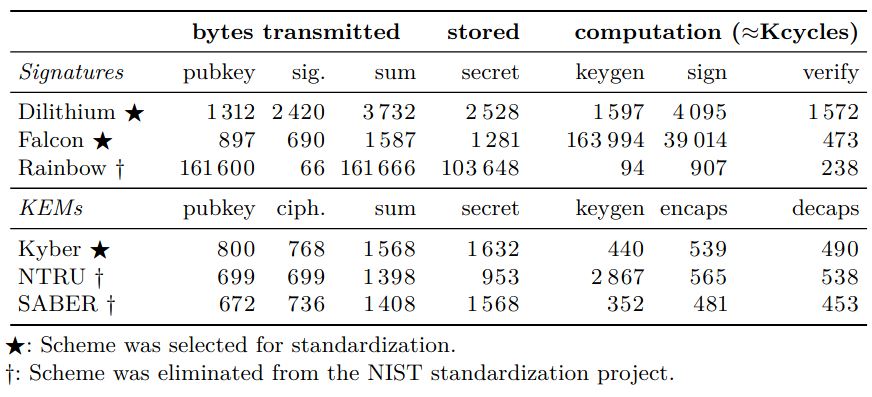 bytes transmitted stored computation (≈Kcycles)
Signatures pubkey sig. sum secret keygen sign verify
Dilithium ★ 1 312 2 420 3 732 2 528 1 597 4 095 1 572
Falcon ★ 897 690 1 587 1 281 163 994 39 014 473
Rainbow † 161 600 66 161 666 103 648 94 907 238
KEMs pubkey ciph. sum secret keygen encaps decaps
Kyber ★ 800 768 1 568 1 632 440 539 490
NTRU † 699 699 1 398 953 2 867 565 538
SABER † 672 736 1 408 1 568 352 481 453
★: Scheme was selected for standardization.
†: Scheme was eliminated from the NIST standardization project.